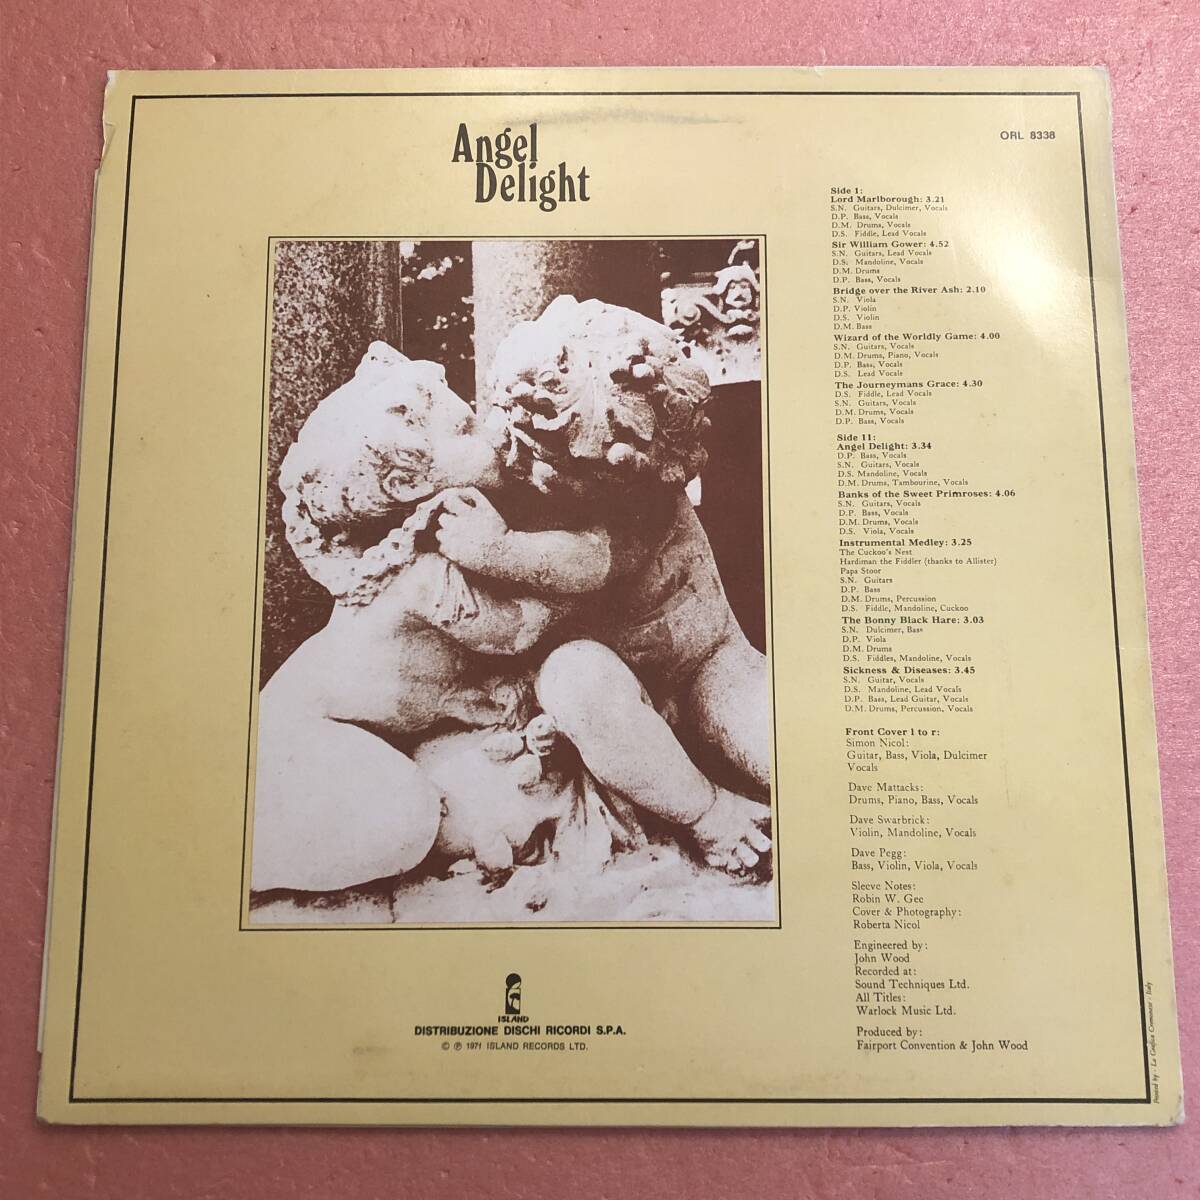 Angel
Delight
ORL 8338
Side 1:
Lord Marlborough: 3.21
S.N. Guitars, Dulcimer, Vocals
D.P. Bass, Vocals
D.M. Drums, Vocals
D.S. Fiddle, Lead Vocals
Sir William Gower: 4.52
S.N. Guitars, Lead Vocals
D.S. Mandoline, Vocals
D.M. Drums
D.P. Bass, Vocals
Bridge over the River Ash: 2.10
S.N. Viola
D.P. Violin
D.S. Violin
D.M. Bass
Wizard of the Worldly Game: 4.00
S.N. Guitars, Vocals
D.M. Drums, Piano, Vocals
D.P. Bass, Vocals
D.S. Lead Vocals
The Journeymans Grace: 4.30
D.S. Fiddle, Lead Vocals
S.N. Guitars, Vocals
D.M. Drums, Vocals
D.P. Bass, Vocals
Side 11:
Angel Delight: 3.34
D.P. Bass, Vocals
S.N. Guitars, Vocals
D.S. Mandoline, Vocals
D.M. Drums, Tambourine, Vocals
Banks of the Sweet Primroses: 4.06
S.N. Guitars, Vocals
D.P. Bass, Vocals
D.M. Drums, Vocals
D.S. Viola, Vocals
Instrumental Medley: 3.25
The Cuckoo's Nest
Hardiman the Fiddler (thanks to Allister)
Papa Stoor
S.N. Guitars
D.P. Bass
D.M. Drums, Percussion
D.S. Fiddle, Mandoline, Cuckoo
The Bonny Black Hare: 3.03
S.N. Dulcimer, Bass
D.P. Viola
D.M. Drums
D.S. Fiddles, Mandoline, Vocals
Sickness & Diseases: 3.45
S.N. Guitar, Vocals
D.S. Mandoline, Lead Vocals
D.P. Bass, Lead Guitar, Vocals
D.M. Drums, Percussion, Vocals
Front Cover l to r:
Simon Nicol:
Guitar, Bass, Viola, Dulcimer
Vocals
Dave Mattacks:
Drums, Piano, Bass, Vocals
Dave Swarbrick:
Violin, Mandoline, Vocals
Dave Pegg:
Bass, Violin, Viola, Vocals
Sleeve Notes:
Robin W. Gee
Cover & Photography:
Roberta Nicol
Engineered by:
John Wood
Recorded at:
Sound Techniques Ltd.
All Titles:
Warlock Music Ltd.
Produced by:
Fairport Convention & John Wood
ISLAND
DISTRIBUZIONE DISCHI RICORDI S.P.A.
© ℗ 1971 ISLAND RECORDS LTD.
Printed by - La Grafica Cremonese - Italy